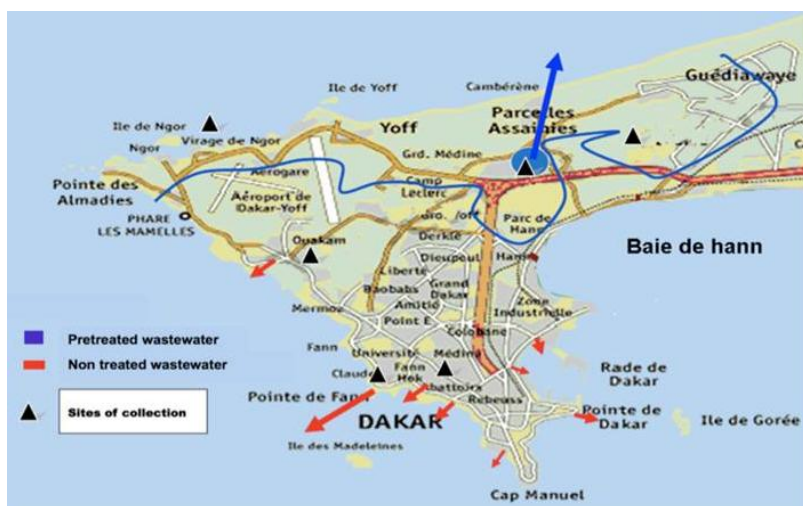 Ile de Yoff
Cambérène
Guédiawaye
Ile de Ngor
Virage de Ngor
Yoff
Parcelles
Assainies
Ngor
Grd. Médine
Pointe des
Almadies
Aérogare
Camp
Leclerc
Aéroport de
Dakar-Yoff
PHARE
LES MAMELLES
Parc de
Hann
Ouakam
Derklé
Baie de hann
Dieupeul
Hann
Liberté
Baobabs
Grand
Dakar
Amitié
Zone
Industrielle
Mermoz
Point E
Colobane
Pretreated wastewater
Non treated wastewater
Sites of collection
Fann
Université
Médina
Fann
Hok
Claude
Abattoirs
Rebeuss
Rade de
Dakar
Pointe de Fann
DAKAR
Pointe de
Dakar
Ile de Gorée
Ile des Madeleines
Cap Manuel